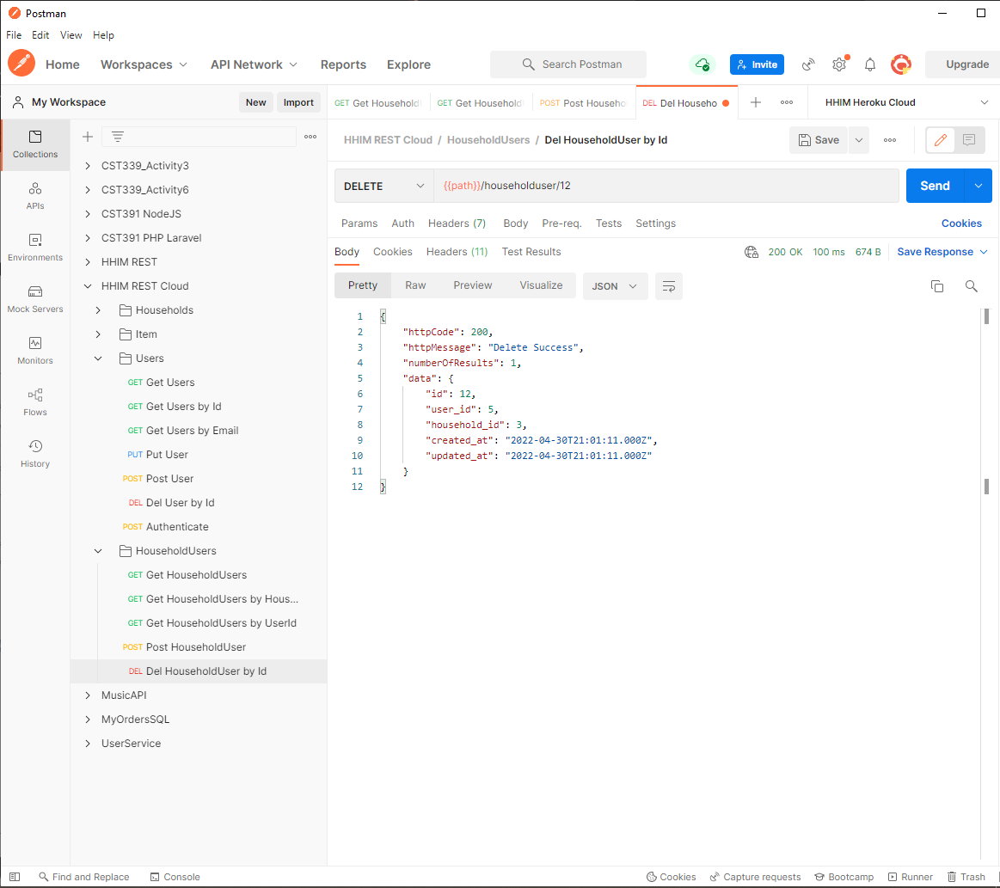 Postman
File Edit View Help
Home Workspaces API Network Reports Explore Search Postman Invite Upgrade
My Workspace New Import
GET Get Household GET Get Household POST Post Househo DEL Del Househo HHIM Heroku Cloud
Collections
APIs
Environments
Mock Servers
Monitors
Flows
History
CST339_Activity3
CST339_Activity6
CST391 NodeJS
CST391 PHP Laravel
HHIM REST
HHIM REST Cloud
Households
Item
Users
GET Get Users
GET Get Users by Id
GET Get Users by Email
PUT Put User
POST Post User
DEL Del User by Id
POST Authenticate
HouseholdUsers
GET Get HouseholdUsers
GET Get HouseholdUsers by Hous...
GET Get HouseholdUsers by UserId
POST Post HouseholdUser
DEL Del HouseholdUser by Id
MusicAPI
MyOrdersSQL
UserService
HHIM REST Cloud / HouseholdUsers / Del HouseholdUser by Id Save
DELETE {{path}}/householduser/12 Send
Params Auth Headers (7) Body Pre-req. Tests Settings Cookies
Body Cookies Headers (11) Test Results 200 OK 100 ms 674 B Save Response
Pretty Raw Preview Visualize JSON
1 {
2 "httpCode": 200,
3 "httpMessage": "Delete Success",
4 "numberOfResults": 1,
5 "data": {
6 "id": 12,
7 "user_id": 5,
8 "household_id": 3,
9 "created_at": "2022-04-30T21:01:11.000Z",
10 "updated_at": "2022-04-30T21:01:11.000Z"
11 }
12 }
Find and Replace Console Cookies Capture requests Bootcamp Runner Trash